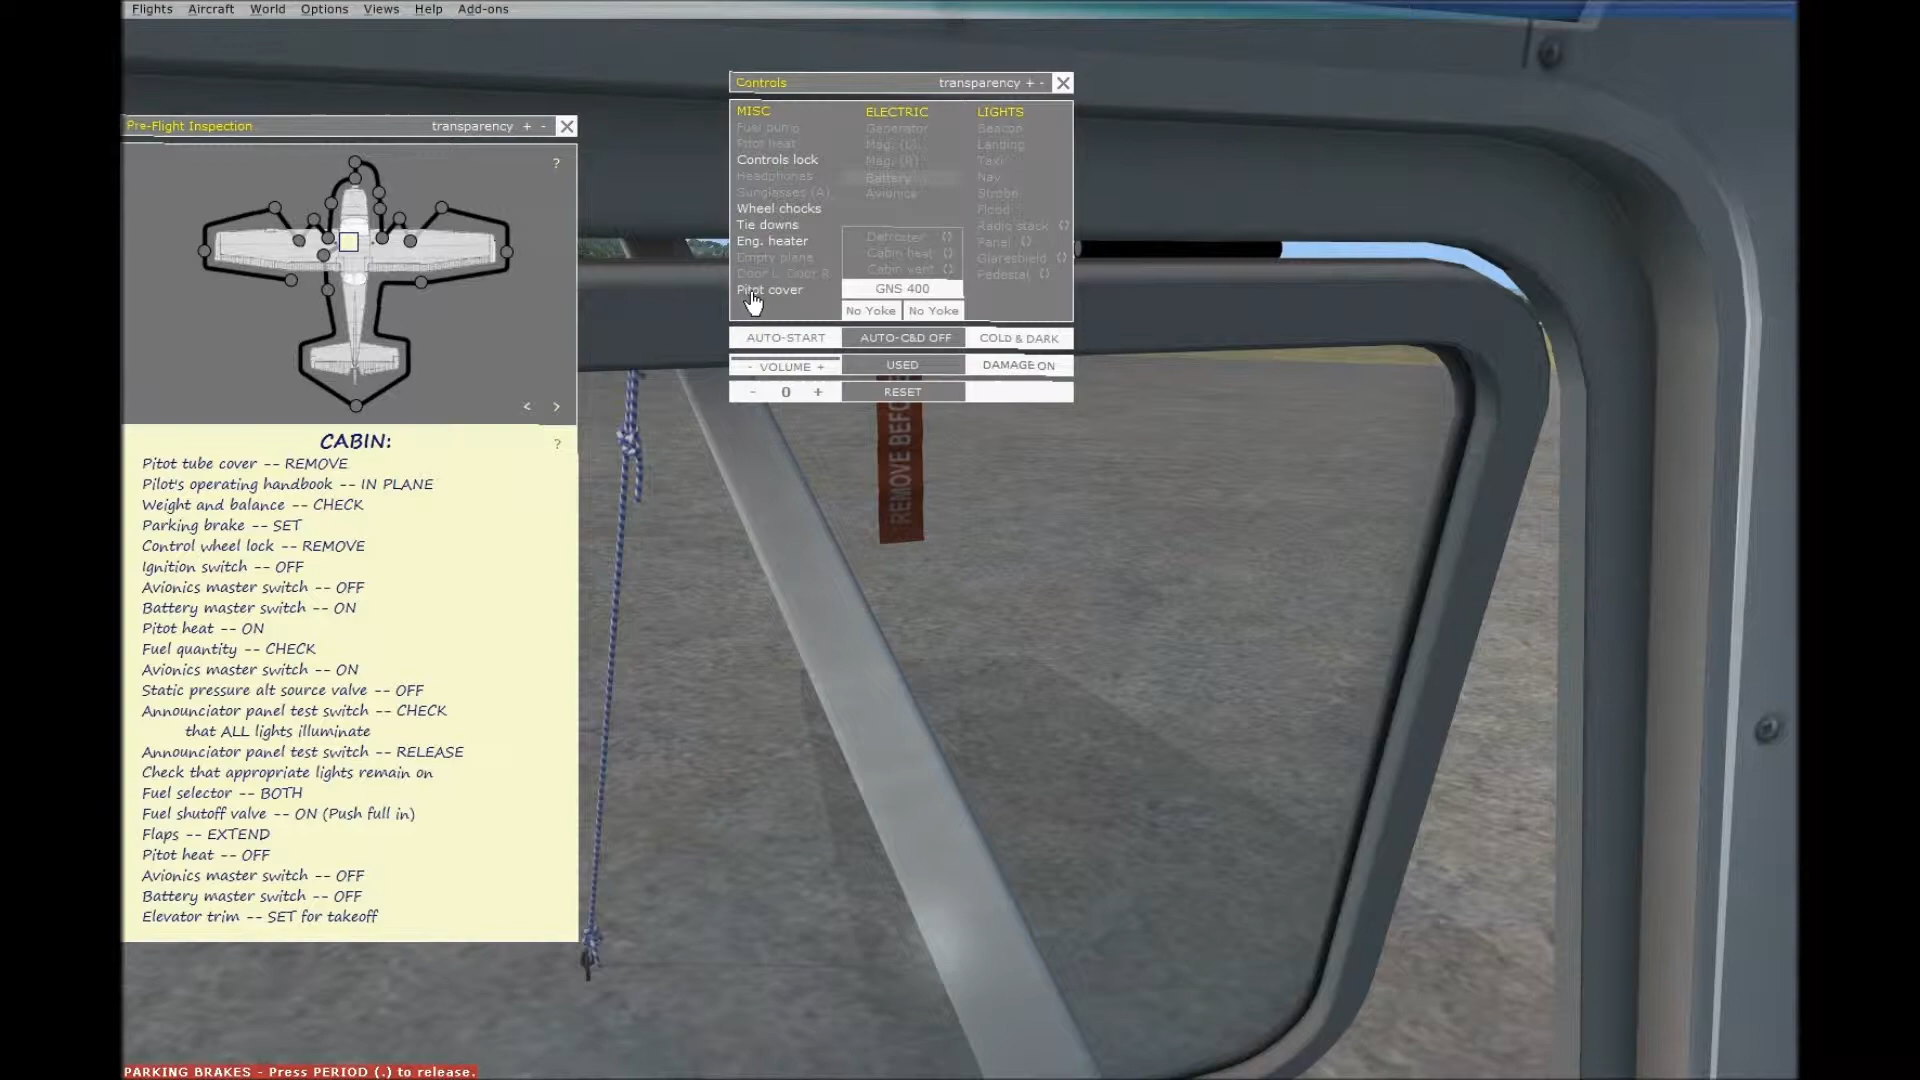 Flights Aircraft World Options Views Help Add-ons
Controls transparency + -
MISC ELECTRIC LIGHTS
Fuel pump Generator Beacon
Pitot heat Mag. (L) Landing
Controls lock Mag. (R) Taxi
Headphones Battery Nav
Sunglasses (A) Avionics Strobe
Wheel chocks Flood
Tie downs Radio stack ()
Eng. heater Defroster () Panel ()
Empty plane Cabin heat () Glareshield ()
Door L Door R Cabin vent () Pedestal ()
Pitot cover GNS 400
No Yoke No Yoke
AUTO-START AUTO-C&D OFF COLD & DARK
- VOLUME + USED DAMAGE ON
- 0 + RESET
Pre-Flight Inspection transparency + -
?
< >
CABIN: ?
Pitot tube cover -- REMOVE
Pilot's operating handbook -- IN PLANE
Weight and balance -- CHECK
Parking brake -- SET
Control wheel lock -- REMOVE
Ignition switch -- OFF
Avionics master switch -- OFF
Battery master switch -- ON
Pitot heat -- ON
Fuel quantity -- CHECK
Avionics master switch -- ON
Static pressure alt source valve -- OFF
Announciator panel test switch -- CHECK
that ALL lights illuminate
Announciator panel test switch -- RELEASE
Check that appropriate lights remain on
Fuel selector -- BOTH
Fuel shutoff valve -- ON (Push full in)
Flaps -- EXTEND
Pitot heat -- OFF
Avionics master switch -- OFF
Battery master switch -- OFF
Elevator trim -- SET for takeoff
REMOVE BEFO
PARKING BRAKES - Press PERIOD (.) to release.